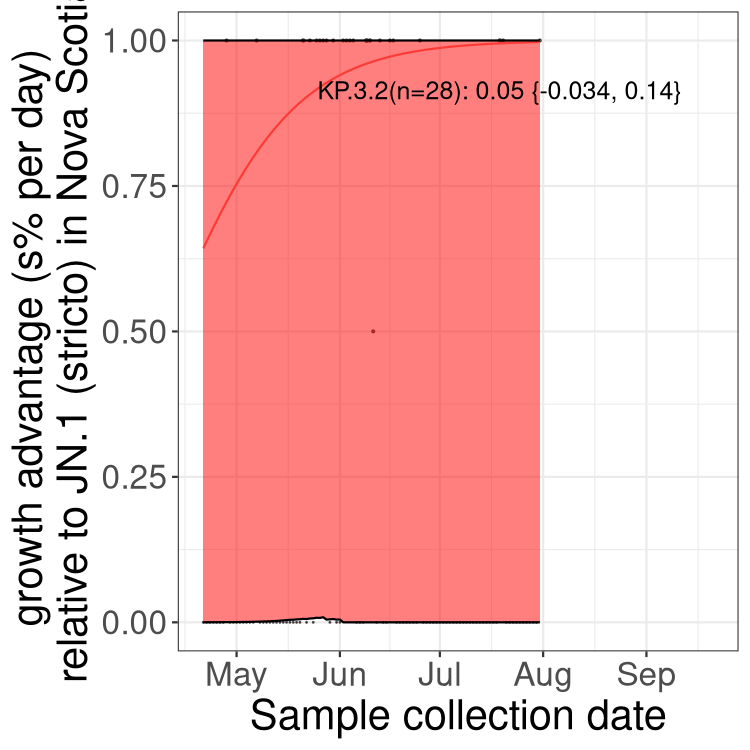 growth advantage (s% per day)
relative to JN.1 (stricto) in Nova Scotia
1.00
0.75
0.50
0.25
0.00
KP.3.2(n=28): 0.05 {-0.034, 0.14}
May Jun Jul Aug Sep
Sample collection date